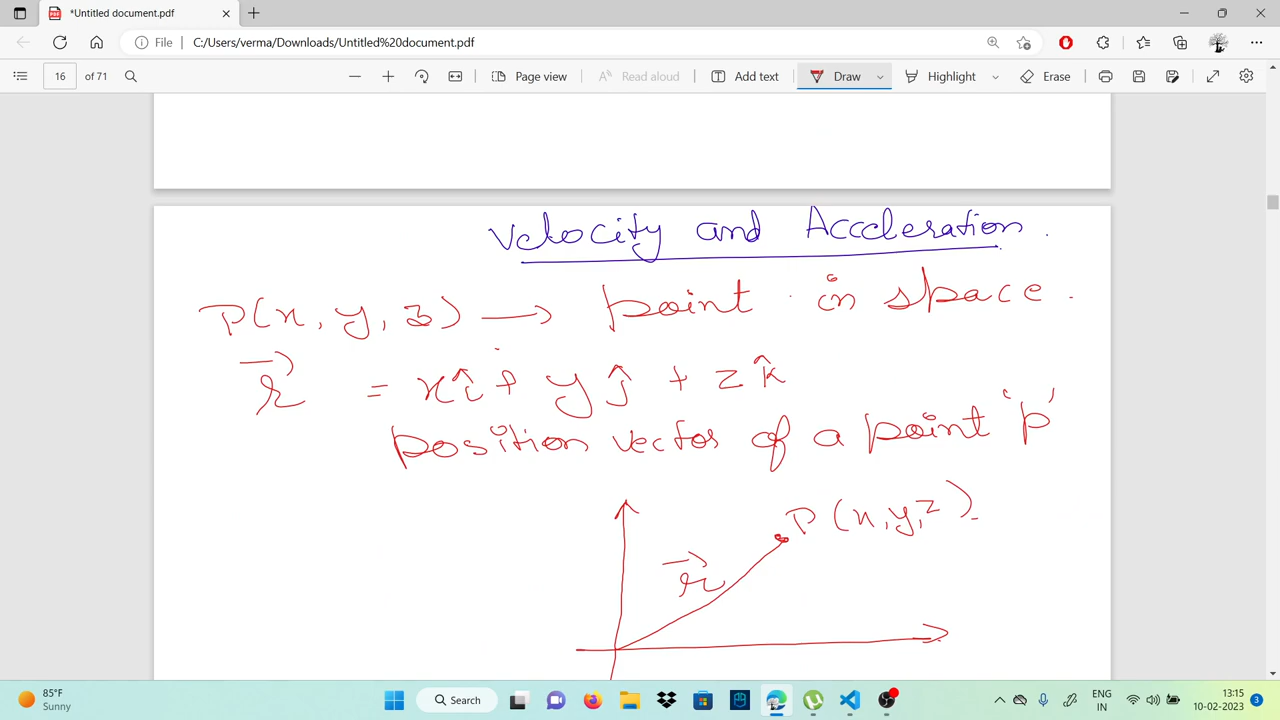 *Untitled document.pdf
File
C:/Users/verma/Downloads/Untitled%20document.pdf
16 of 71
Page view
Read aloud
Add text
Draw
Highlight
Erase
Velocity and Accleration.
P(x, y, z) → point in space.
r⃗ = xî + yĵ + zk̂
position vector of a point 'p'
P(x,y,z).
r⃗
85°F
Sunny
Search
ENG
IN
13:15
10-02-2023
3